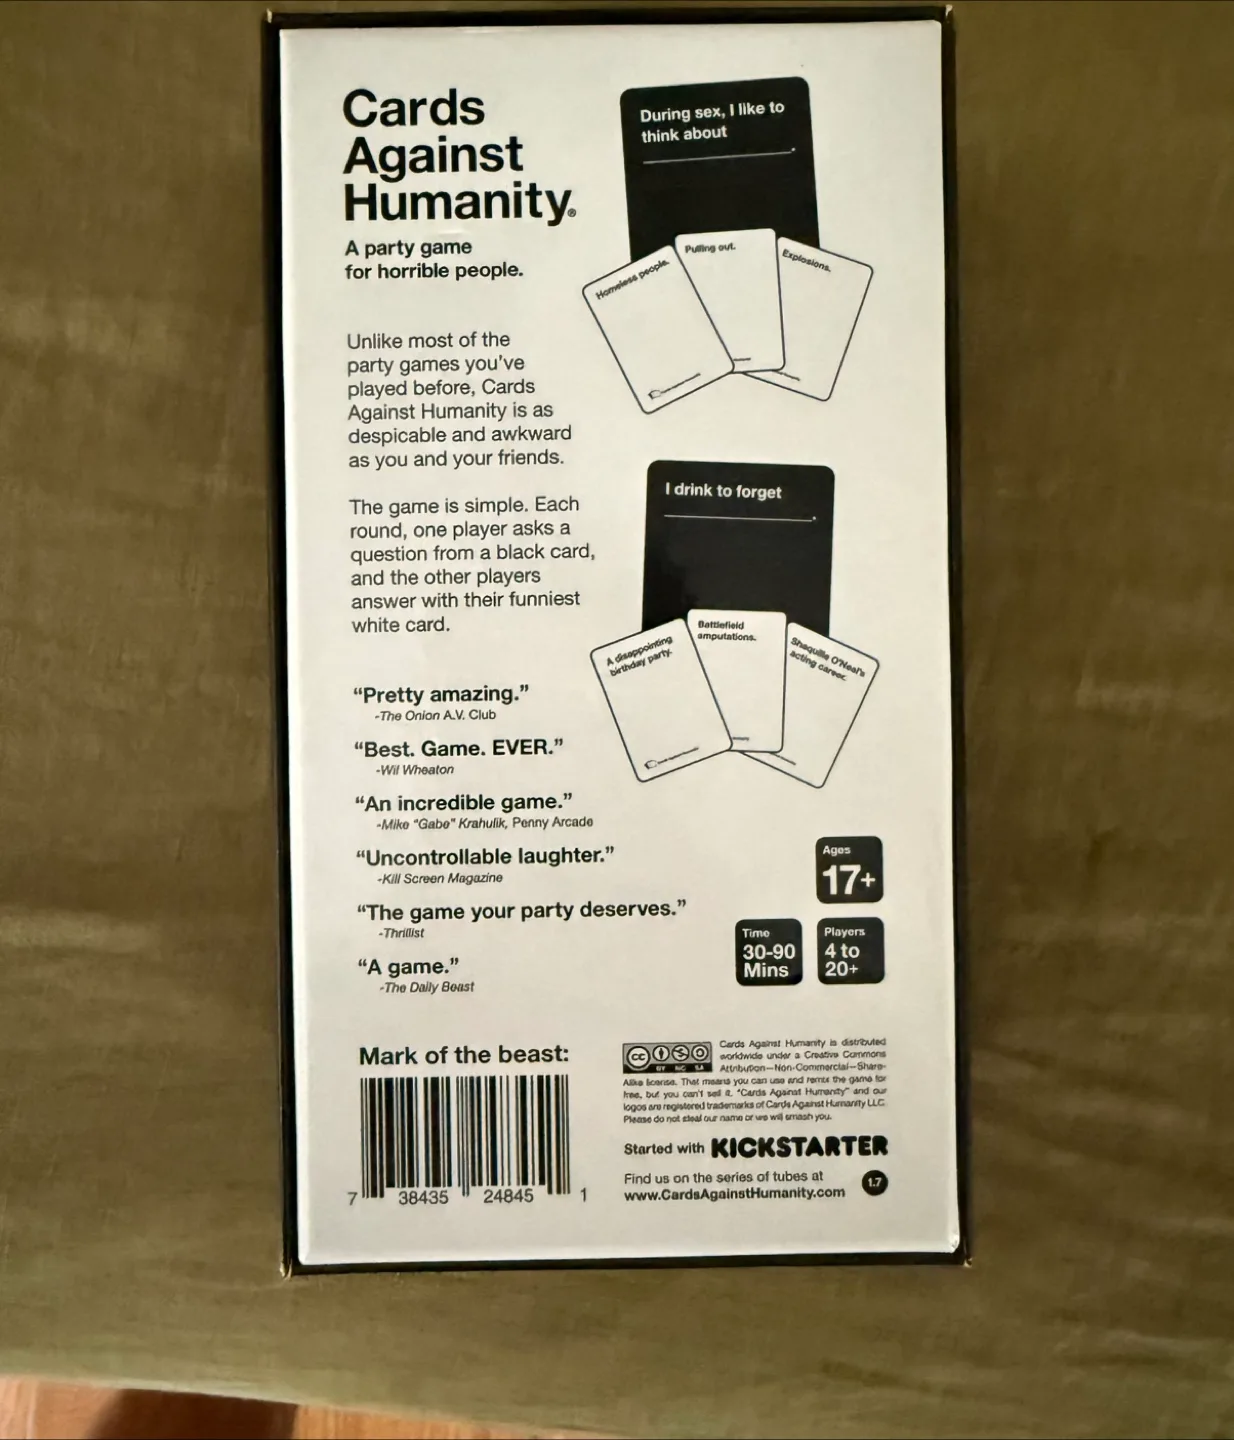 Cards
Against
Humanity®
A party game
for horrible people.
Unlike most of the
party games you've
played before, Cards
Against Humanity is as
despicable and awkward
as you and your friends.
The game is simple. Each
round, one player asks a
question from a black card,
and the other players
answer with their funniest
white card.
“Pretty amazing.”
-The Onion A.V. Club
“Best. Game. EVER.”
-Wil Wheaton
“An incredible game.”
-Mike “Gabe” Krahulik, Penny Arcade
“Uncontrollable laughter.”
-Kill Screen Magazine
“The game your party deserves.”
-Thrillist
“A game.”
-The Daily Beast
Mark of the beast:
7 38435 24845 1
During sex, I like to
think about
____________.
Homeless people.
Pulling out.
Explosions.
I drink to forget
____________.
A disappointing
birthday party.
Battlefield
amputations.
Shaquille O'Neal's
acting career.
Ages
17+
Time
30-90
Mins
Players
4 to
20+
cc
BY NC SA
Cards Against Humanity is distributed
worldwide under a Creative Commons
Attribution–Non-Commercial–Share-
Alike license. That means you can use and remix the game for
free, but you can't sell it. “Cards Against Humanity” and our
logos are registered trademarks of Cards Against Humanity LLC.
Please do not steal our name or we will smash you.
Started with KICKSTARTER
Find us on the series of tubes at
www.CardsAgainstHumanity.com
1.7